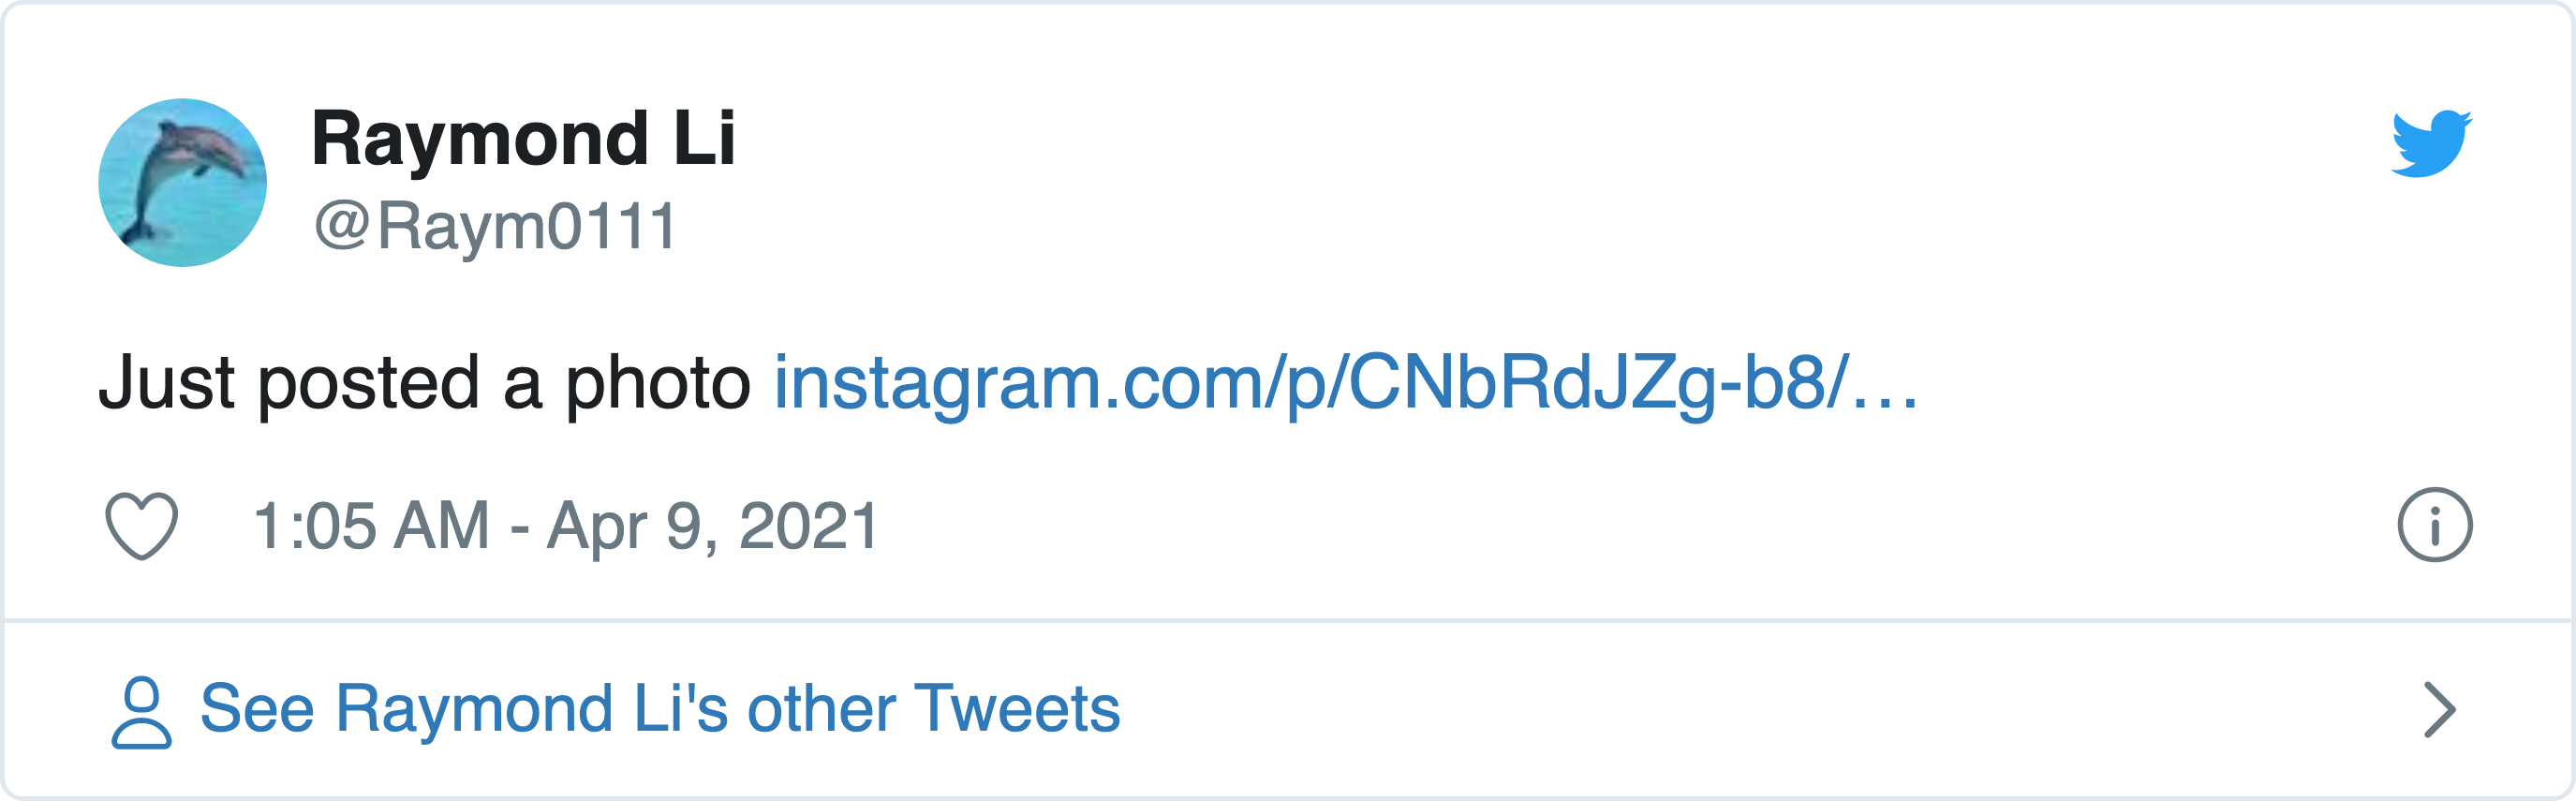 Raymond Li
@Raym0111
Just posted a photo instagram.com/p/CNbRdJZg-b8/…
1:05 AM - Apr 9, 2021
See Raymond Li's other Tweets